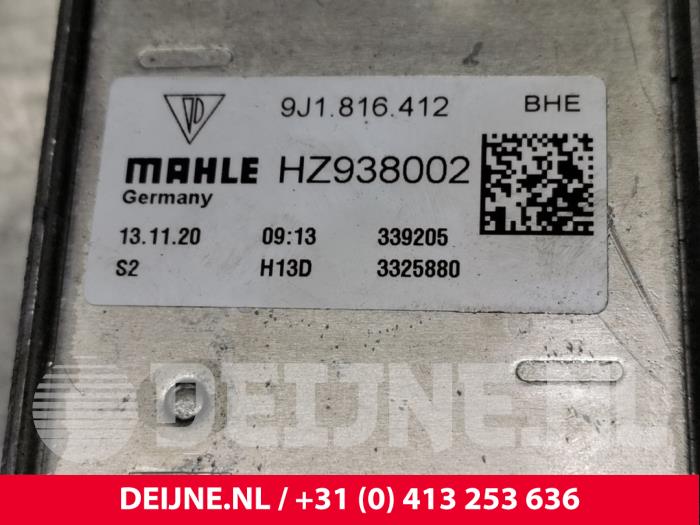 9J1.816.412 BHE
MAHLE HZ938002
Germany
13.11.20 09:13 339205
S2 H13D 3325880
DEIJNE.NL
DEIJNE.NL / +31 (0) 413 253 636